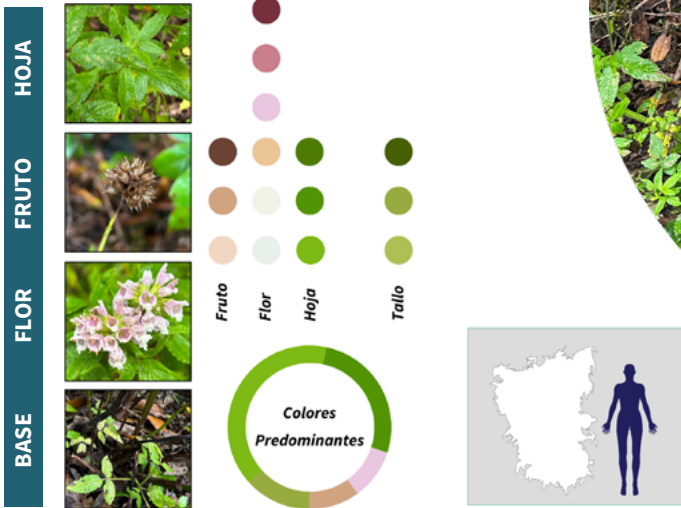 HOJA
FRUTO
FLOR
BASE
Fruto
Flor
Hoja
Tallo
Colores
Predominantes